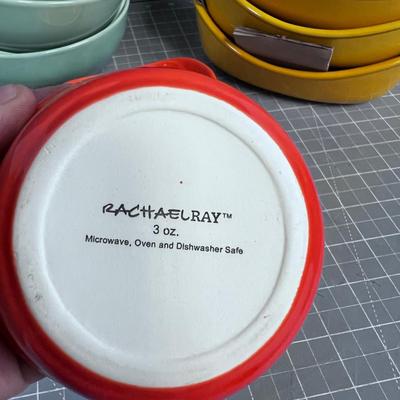 RACHAELRAY™
3 oz.
Microwave, Oven and Dishwasher Safe